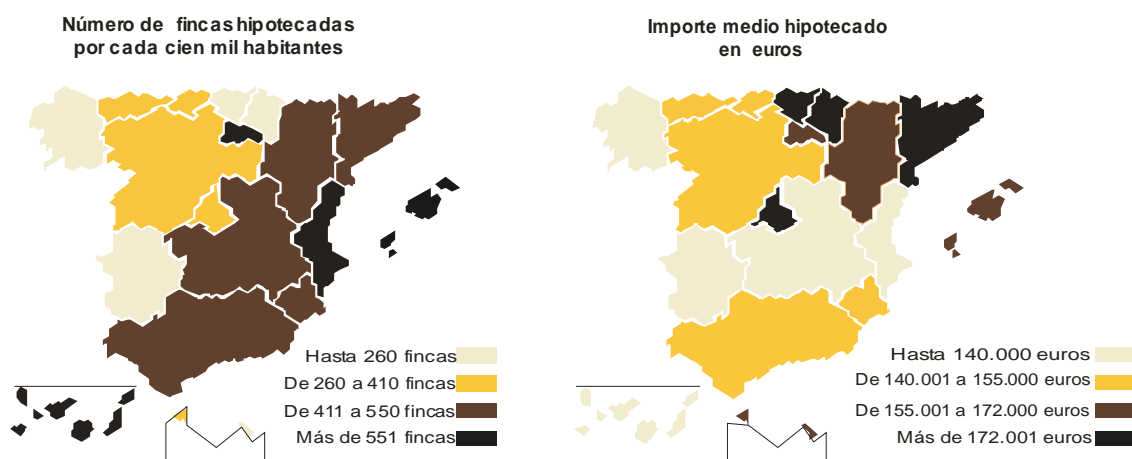 Número de fincas hipotecadas
por cada cien mil habitantes
Hasta 260 fincas
De 260 a 410 fincas
De 411 a 550 fincas
Más de 551 fincas
Importe medio hipotecado
en euros
Hasta 140.000 euros
De 140.001 a 155.000 euros
De 155.001 a 172.000 euros
Más de 172.001 euros